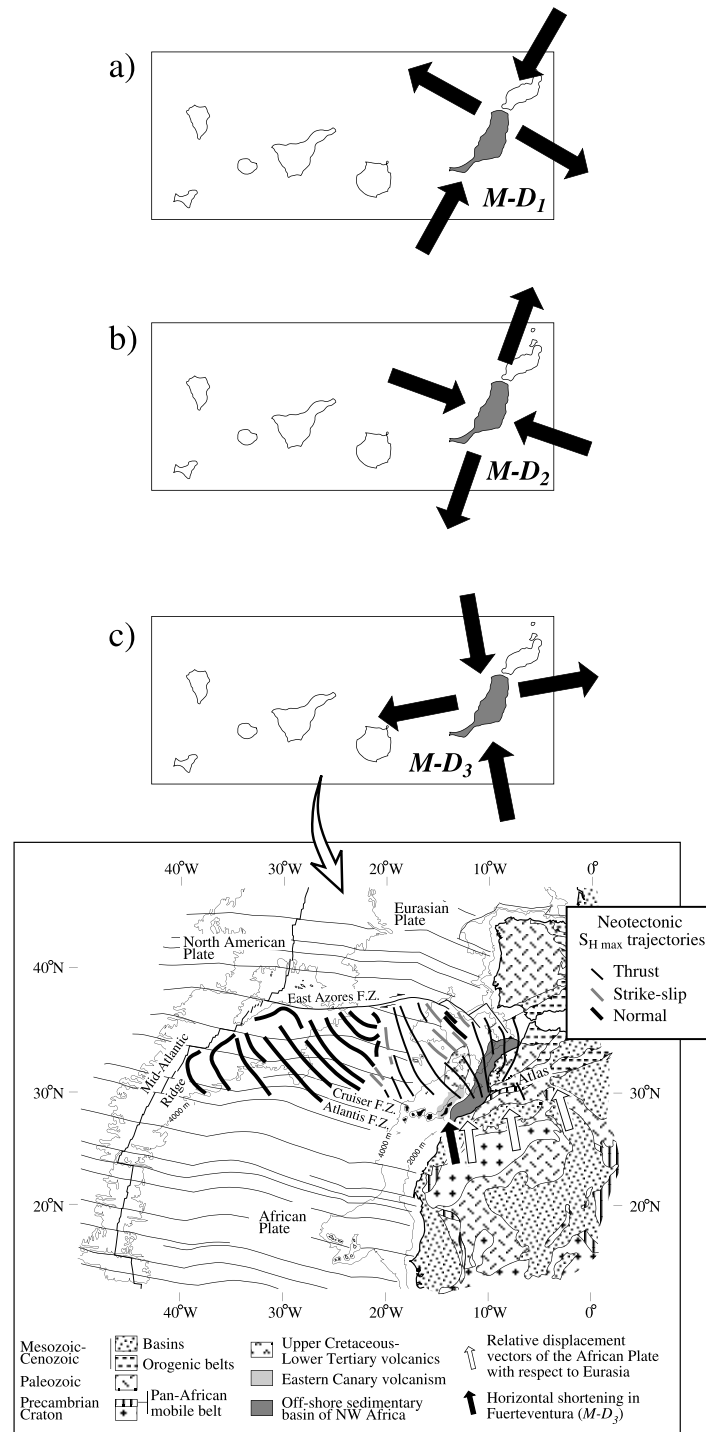 a)
M-D1
b)
M-D2
c)
M-D3
40°W 30°W 20°W 10°W 0°
Eurasian
Plate
North American
Plate
Neotectonic
SH max trajectories
Thrust
Strike-slip
Normal
40°N 40°N
East Azores F.Z.
Mid-Atlantic
Ridge
Atlas
30°N 30°N
Cruiser F.Z.
Atlantis F.Z.
4000 m
4000 m
2000 m
20°N 20°N
African
Plate
40°W 30°W 20°W 10°W 0°
Mesozoic-
Cenozoic
Basins
Orogenic belts
Paleozoic
Precambrian
Craton
Pan-African
mobile belt
Upper Cretaceous-
Lower Tertiary volcanics
Eastern Canary volcanism
Off-shore sedimentary
basin of NW Africa
Relative displacement
vectors of the African Plate
with respect to Eurasia
Horizontal shortening in
Fuerteventura (M-D3)